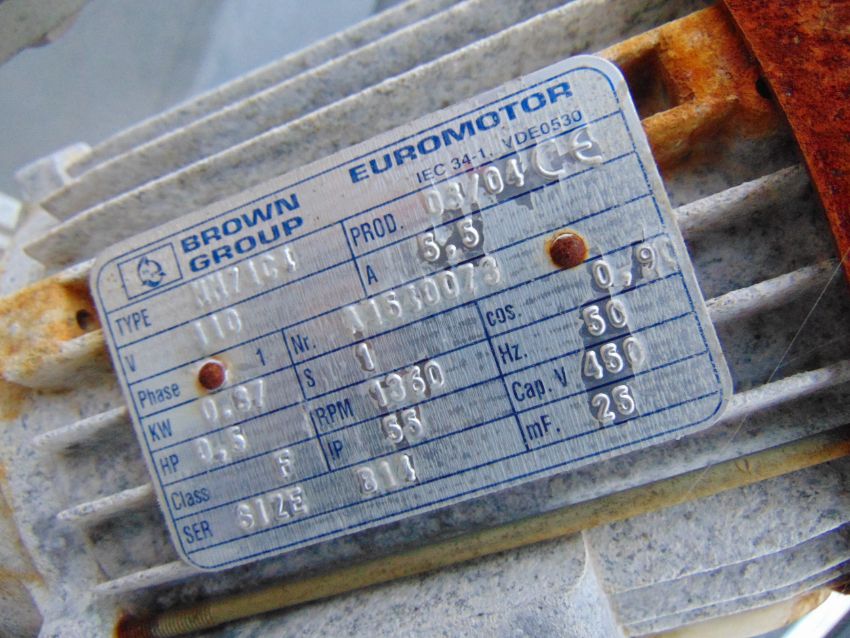 BROWN GROUP EUROMOTOR
IEC 34-1, VDE0530
TYPE PROD. 03/04 CE
V 110 A 5,5
Phase 1 Nr. 11530073 cos. 0,90
KW 0,37 S 1 Hz. 50
HP 0,5 RPM 1360 Cap. V 450
Class F IP 55 mF. 25
SER SIZE B14